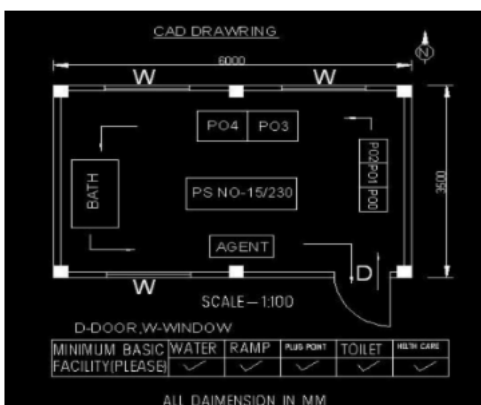 CAD DRAWRING
N
6000
W W
PO4 PO3
PO2 PO1 PO0
BATH
PS NO-15/230
3500
AGENT
W
D
SCALE-1:100
D-DOOR,W-WINDOW
MINIMUM BASIC WATER RAMP PLUG POINT TOILET HELTH CARE
FACILITY(PLEASE) ✓ ✓ ✓ ✓ ✓
ALL DAIMENSION IN MM